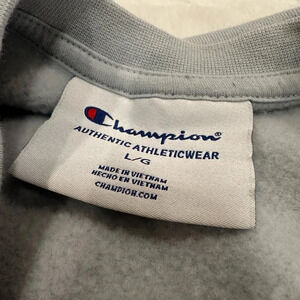 Champion®
AUTHENTIC ATHLETICWEAR
L/G
MADE IN VIETNAM
HECHO EN VIETNAM
CHAMPION.COM